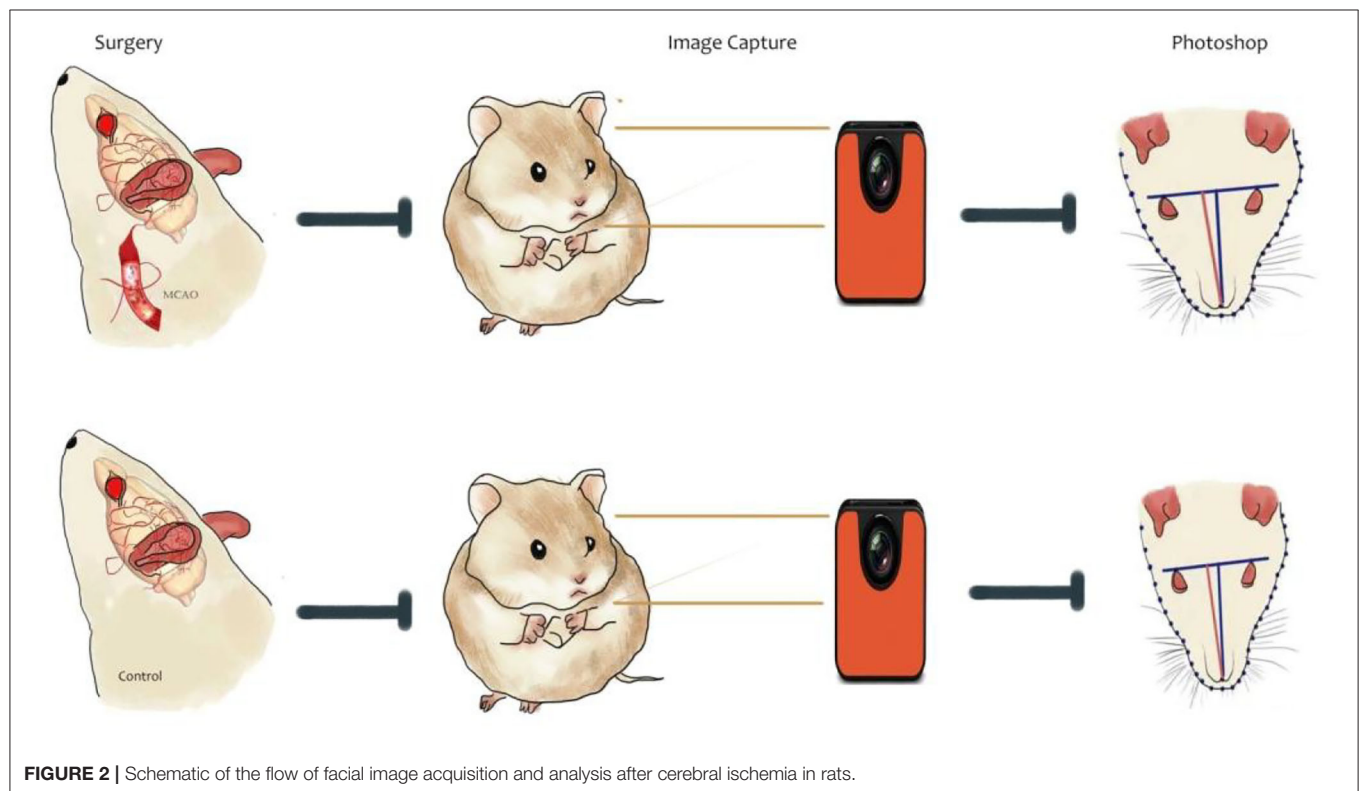 Surgery
Image Capture
Photoshop
MCAO
Control
FIGURE 2 | Schematic of the flow of facial image acquisition and analysis after cerebral ischemia in rats.